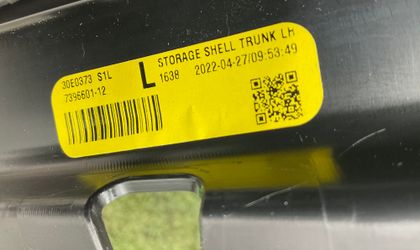 30E0373 S1L
7396601-12
L
STORAGE SHELL TRUNK LH
1638 2022-04-27/09:53:49